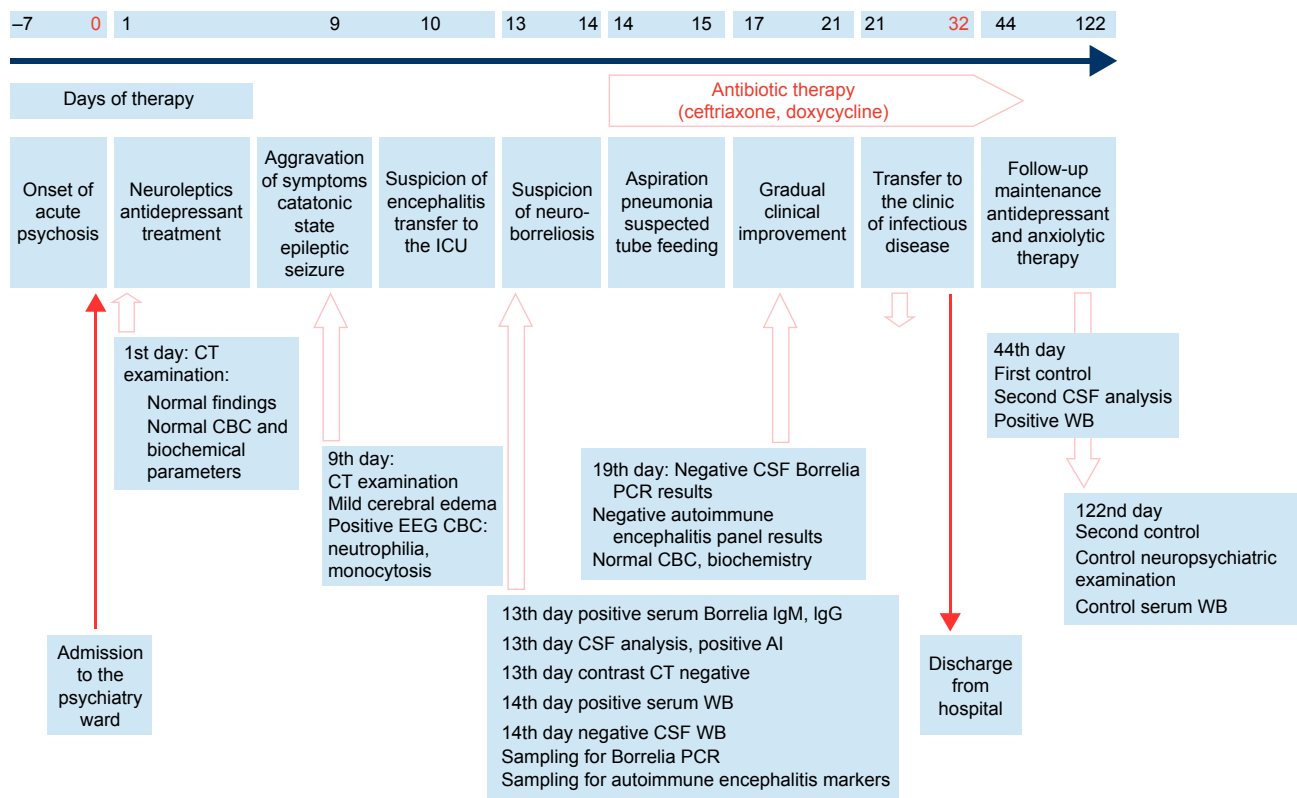 –7 0 1 9 10 13 14 14 15 17 21 21 32 44 122
Days of therapy
Antibiotic therapy
(ceftriaxone, doxycycline)
Onset of
acute
psychosis
Neuroleptics
antidepressant
treatment
Aggravation
of symptoms
catatonic
state
epileptic
seizure
Suspicion of
encephalitis
transfer to
the ICU
Suspicion
of neuro-
borreliosis
Aspiration
pneumonia
suspected
tube feeding
Gradual
clinical
improvement
Transfer to
the clinic
of infectious
disease
Follow-up
maintenance
antidepressant
and anxiolytic
therapy
1st day: CT
examination:
Normal findings
Normal CBC and
biochemical
parameters
9th day:
CT examination
Mild cerebral edema
Positive EEG CBC:
neutrophilia,
monocytosis
19th day: Negative CSF Borrelia
PCR results
Negative autoimmune
encephalitis panel results
Normal CBC, biochemistry
44th day
First control
Second CSF analysis
Positive WB
122nd day
Second control
Control neuropsychiatric
examination
Control serum WB
Admission
to the
psychiatry
ward
13th day positive serum Borrelia IgM, IgG
13th day CSF analysis, positive AI
13th day contrast CT negative
14th day positive serum WB
14th day negative CSF WB
Sampling for Borrelia PCR
Sampling for autoimmune encephalitis markers
Discharge
from
hospital